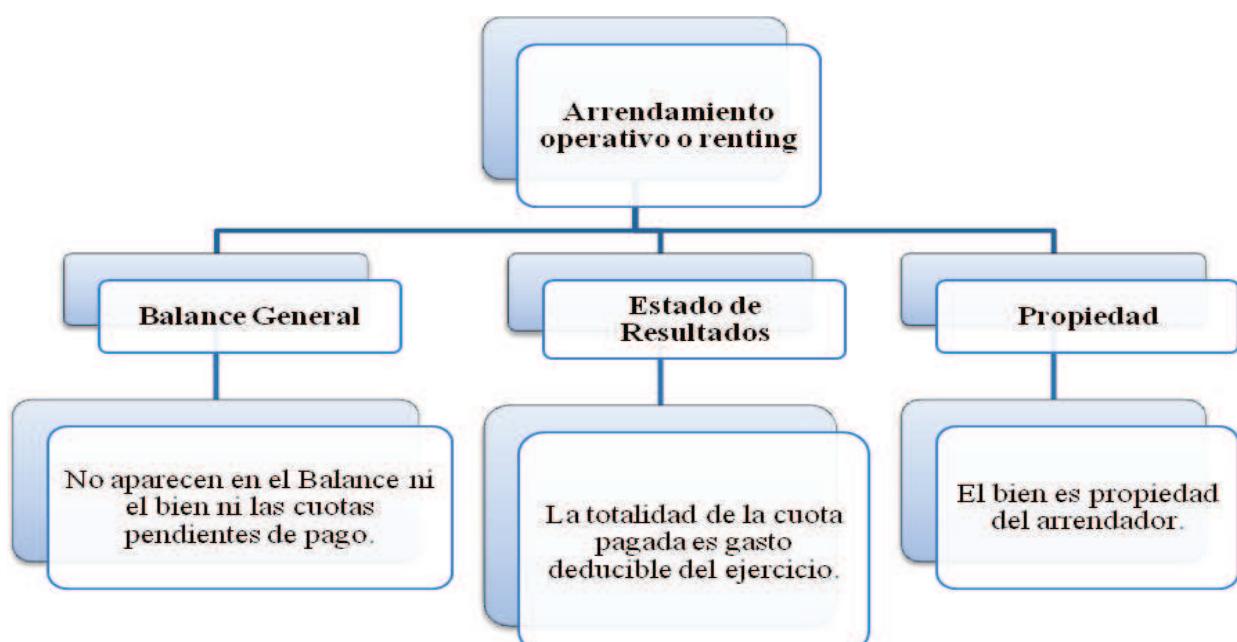 Arrendamiento
operativo o renting
Balance General
Estado de
Resultados
Propiedad
No aparecen en el Balance ni
el bien ni las cuotas
pendientes de pago.
La totalidad de la cuota
pagada es gasto
deducible del ejercicio.
El bien es propiedad
del arrendador.